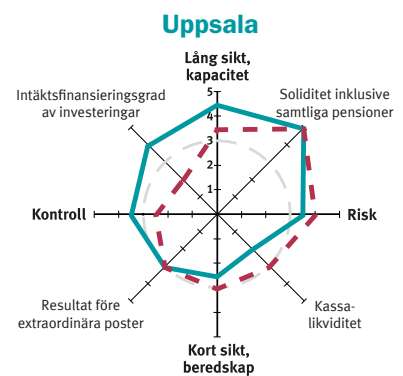 Uppsala
Lång sikt,
kapacitet
Intäktsfinansieringsgrad
av investeringar
Soliditet inklusive
samtliga pensioner
5
4
3
2
1
Kontroll
Risk
Resultat före
extraordinära poster
Kassa-
likviditet
Kort sikt,
beredskap